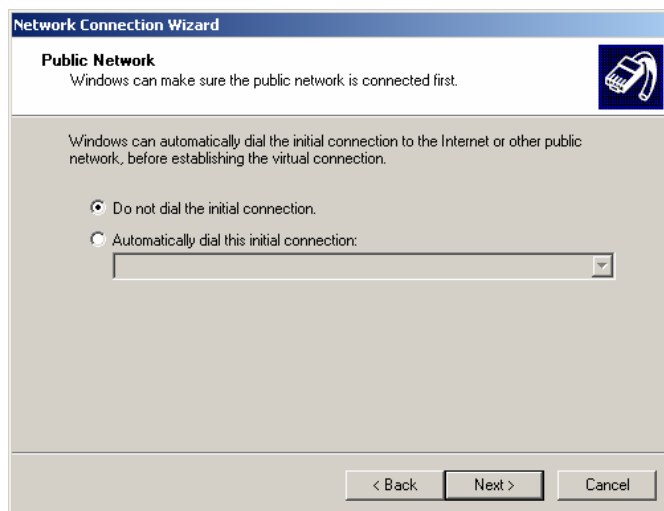 Network Connection Wizard
Public Network
Windows can make sure the public network is connected first.
Windows can automatically dial the initial connection to the Internet or other public
network, before establishing the virtual connection.
Do not dial the initial connection.
Automatically dial this initial connection:
< Back Next > Cancel